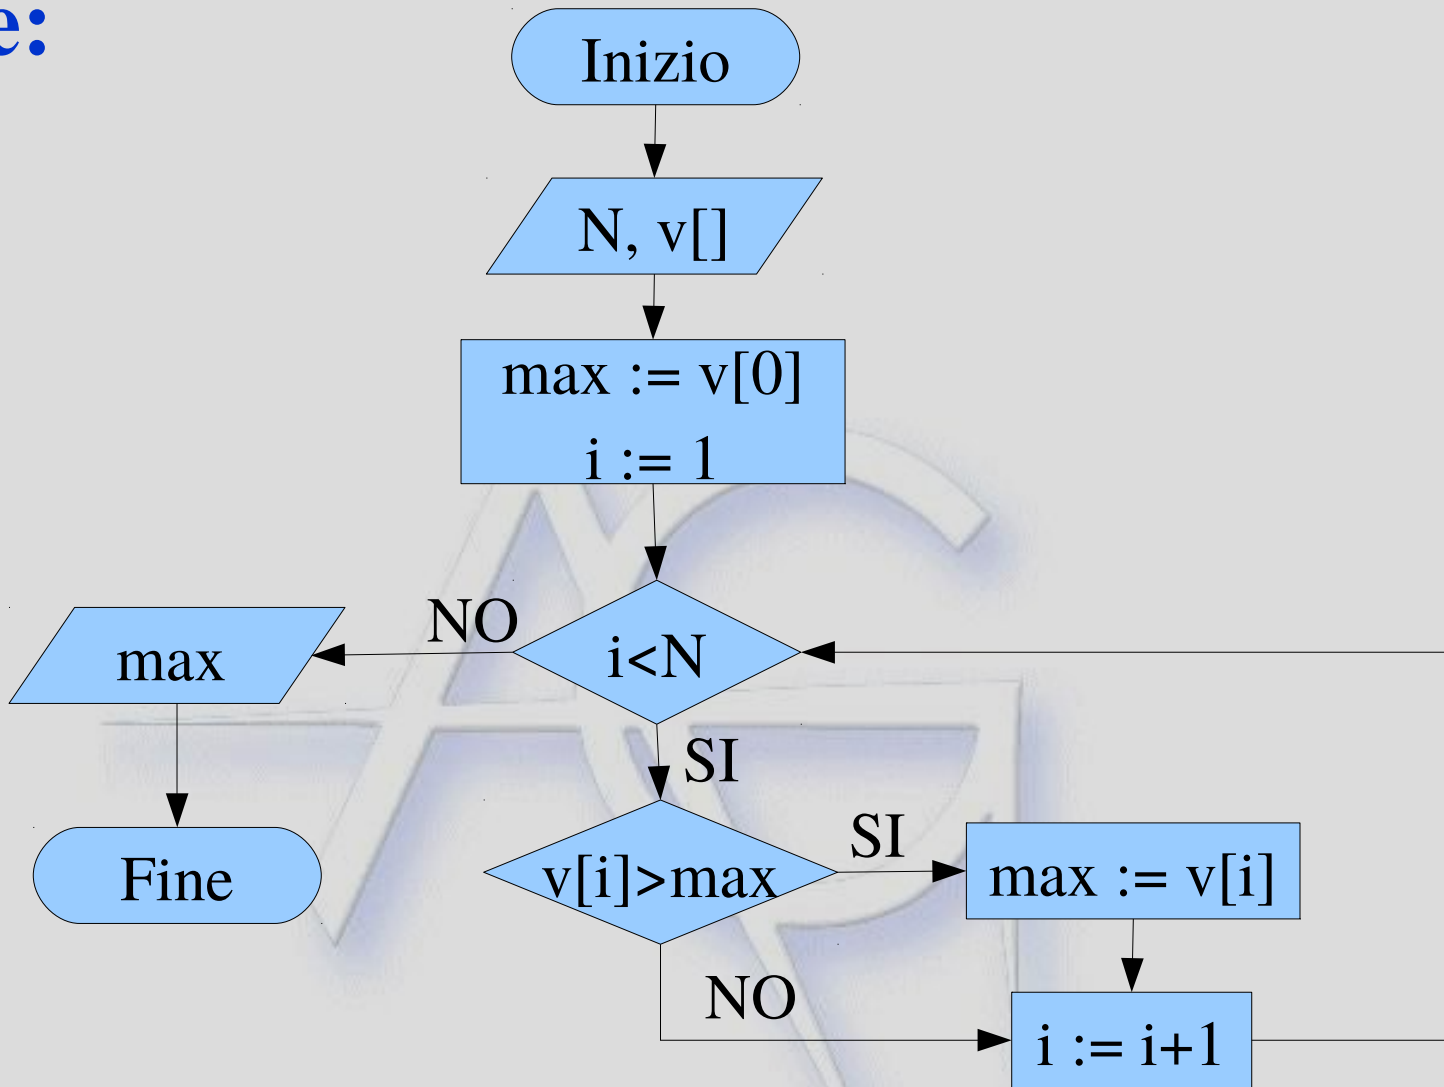 e:
Inizio
N, v[]
max := v[0]
i := 1
NO
i<N
max
SI
SI
v[i]>max
max := v[i]
Fine
NO
i := i+1